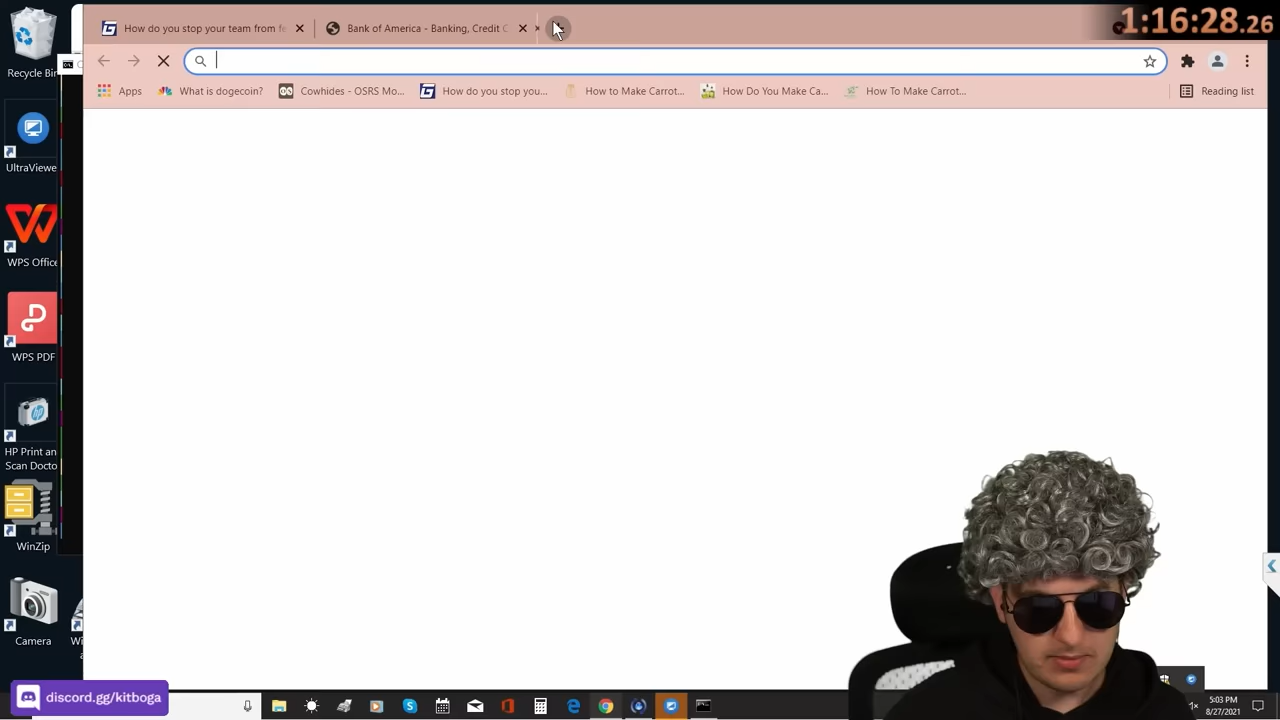 How do you stop your team from fe
Bank of America - Banking, Credit C
1:16:28.26
Apps
What is dogecoin?
Cowhides - OSRS Mo...
How do you stop you...
How to Make Carrot...
How Do You Make Ca...
How To Make Carrot...
Reading list
Recycle Bin
UltraViewe
WPS Office
WPS PDF
HP Print an
Scan Docto
WinZip
Camera
Wi
discord.gg/kitboga
5:03 PM
8/27/2021